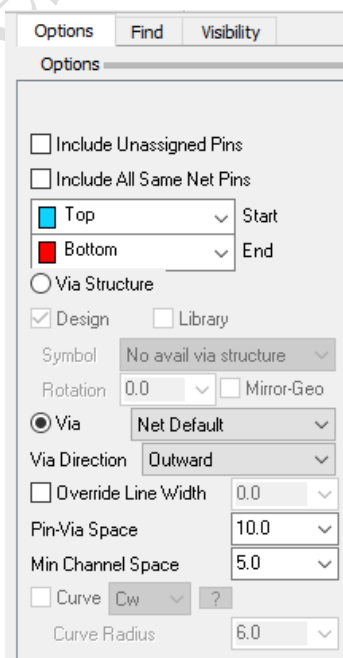 Options Find Visibility
Options
Include Unassigned Pins
Include All Same Net Pins
Top Start
Bottom End
Via Structure
Design Library
Symbol No avail via structure
Rotation 0.0 Mirror-Geo
Via Net Default
Via Direction Outward
Override Line Width 0.0
Pin-Via Space 10.0
Min Channel Space 5.0
Curve Cw ?
Curve Radius 6.0